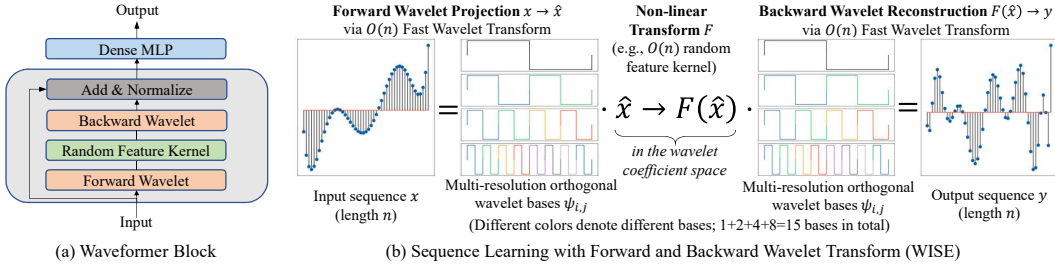 Output
Dense MLP
Add & Normalize
Backward Wavelet
Random Feature Kernel
Forward Wavelet
Input
(a) Waveformer Block
Forward Wavelet Projection x → x̂
via O(n) Fast Wavelet Transform
Non-linear
Transform F
(e.g., O(n) random
feature kernel)
Backward Wavelet Reconstruction F(x̂) → y
via O(n) Fast Wavelet Transform
= · x̂ → F(x̂) · =
in the wavelet
coefficient space
Input sequence x
(length n)
Multi-resolution orthogonal
wavelet bases ψi,j
Multi-resolution orthogonal
wavelet bases ψi,j
Output sequence y
(length n)
(Different colors denote different bases; 1+2+4+8=15 bases in total)
(b) Sequence Learning with Forward and Backward Wavelet Transform (WISE)